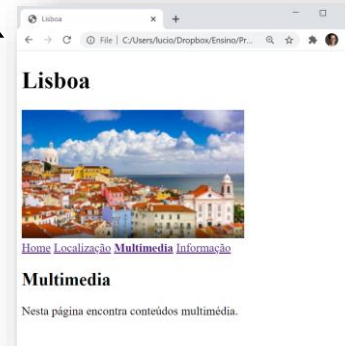 Lisboa
File | C:/Users/lucio/Dropbox/Ensino/Pr...
Lisboa
Home Localização Multimedia Informação
Multimedia
Nesta página encontra conteúdos multimédia.